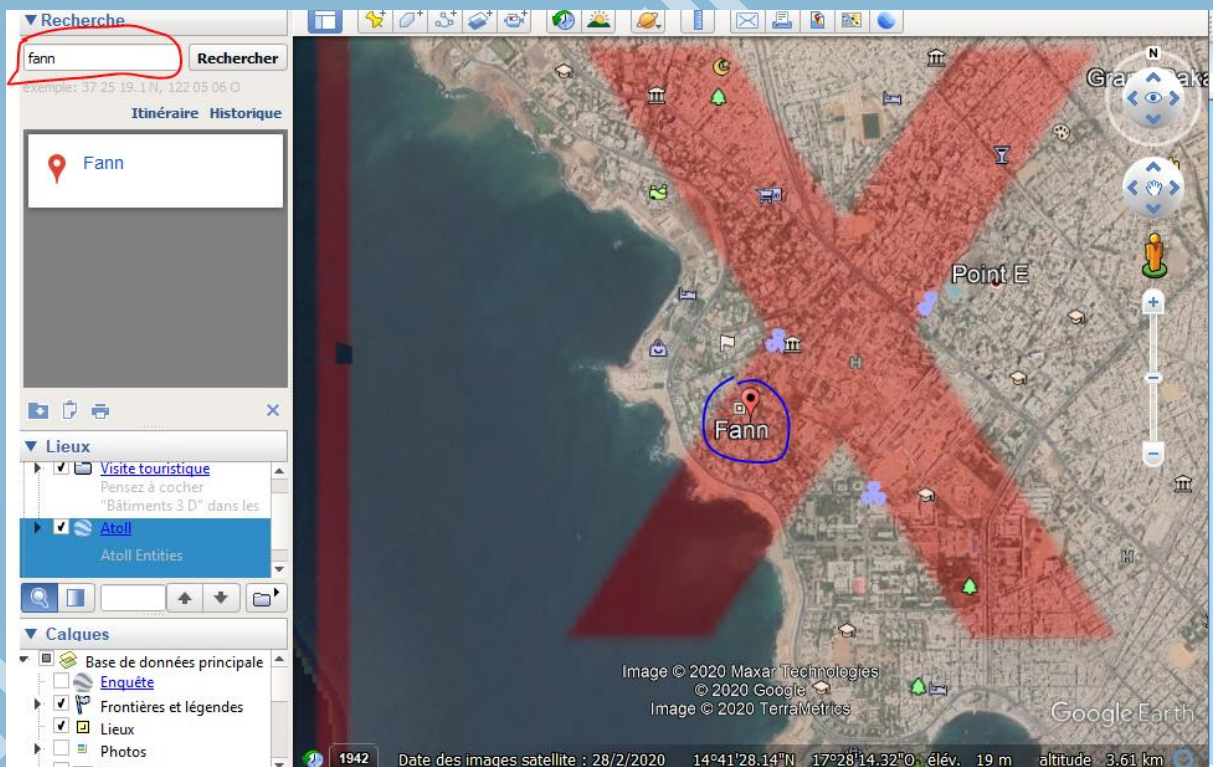 ▼ Recherche
fann
Rechercher
exemple: 37 25 19.1 N, 122 05 06 O
Itinéraire Historique
Fann
▼ Lieux
Visite touristique
Pensez à cocher
"Bâtiments 3 D" dans les
Atoll
Atoll Entities
▼ Calques
Base de données principale
Enquête
Frontières et légendes
Lieux
Photos
N
Point E
Fann
H
H
Image © 2020 Maxar Technologies
© 2020 Google
Image © 2020 TerraMetrics
Google Earth
1942 Date des images satellite : 28/2/2020 14°41'28.14"N 17°28'14.32"O élév. 19 m altitude 3.61 km